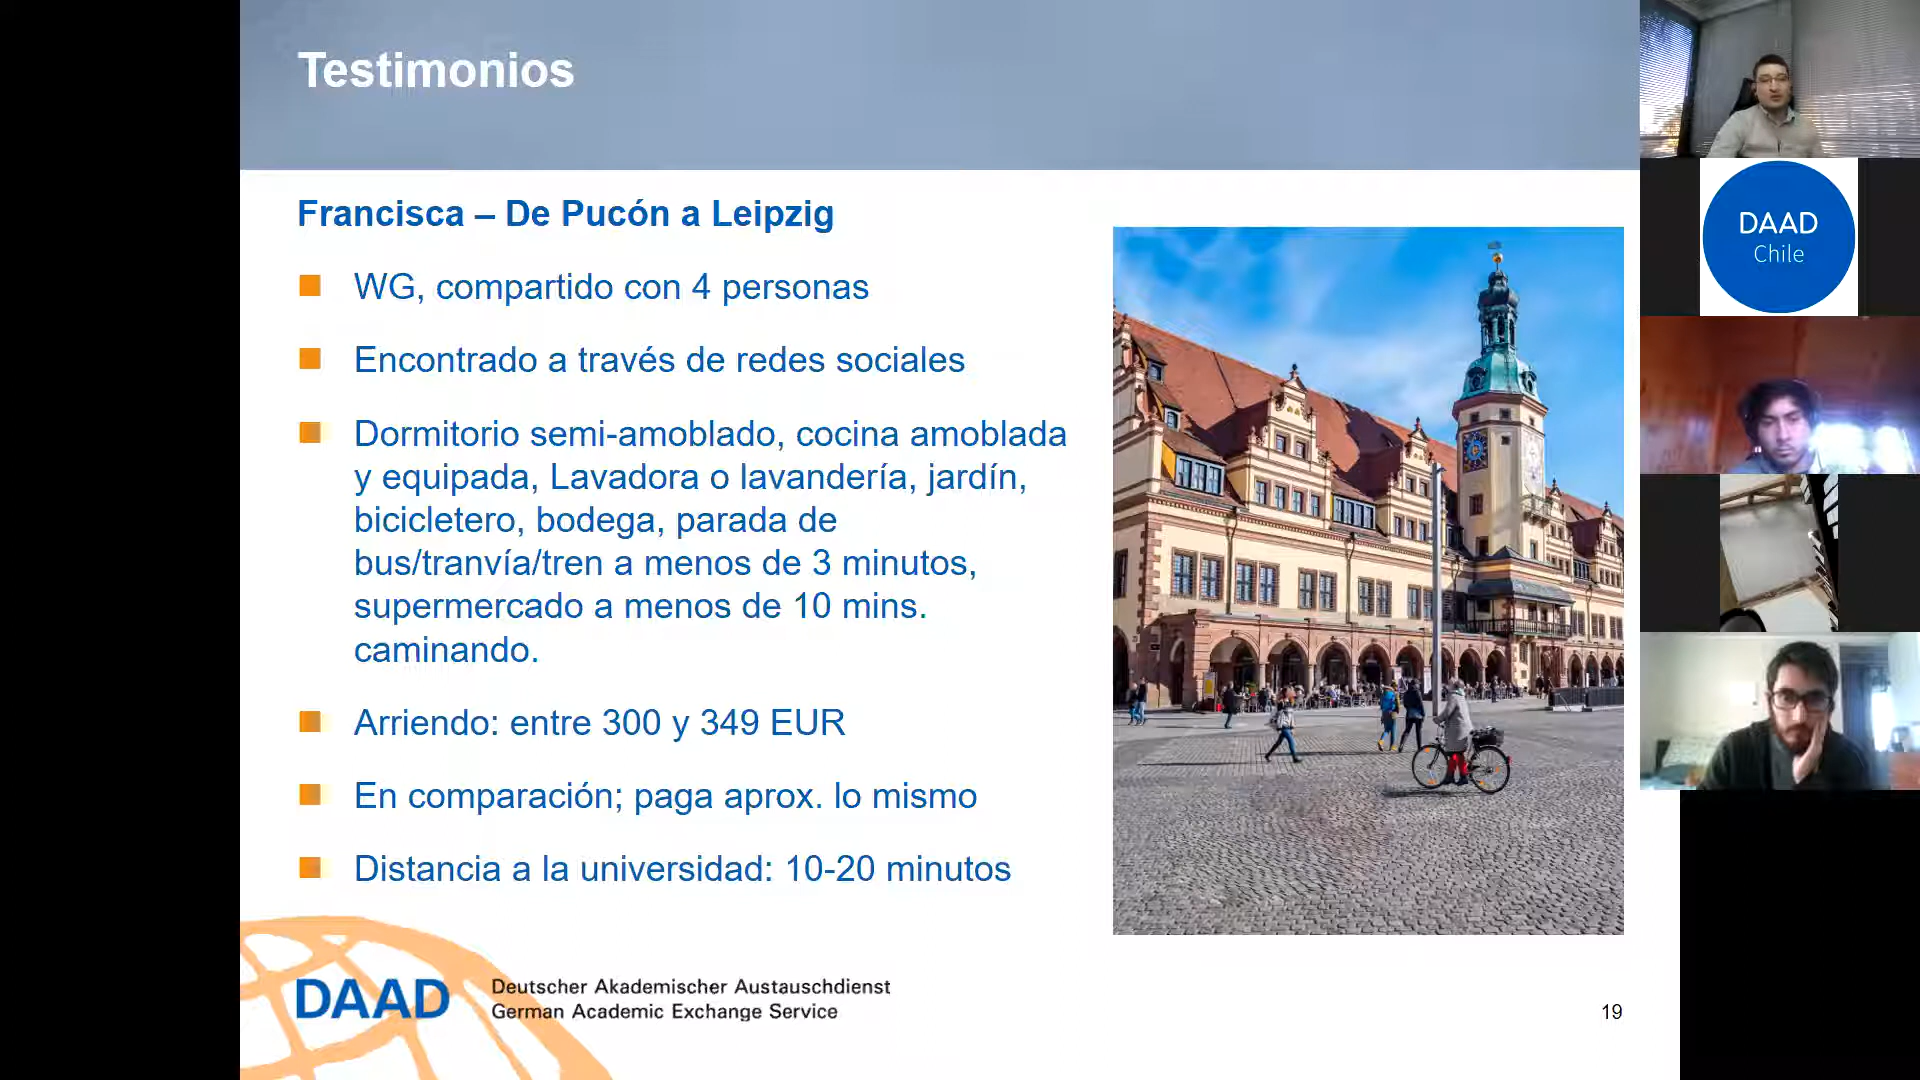 Testimonios
Francisca – De Pucón a Leipzig
WG, compartido con 4 personas
Encontrado a través de redes sociales
Dormitorio semi-amoblado, cocina amoblada
y equipada, Lavadora o lavandería, jardín,
bicicletero, bodega, parada de
bus/tranvía/tren a menos de 3 minutos,
supermercado a menos de 10 mins.
caminando.
Arriendo: entre 300 y 349 EUR
En comparación; paga aprox. lo mismo
Distancia a la universidad: 10-20 minutos
DAAD
Deutscher Akademischer Austauschdienst
German Academic Exchange Service
19
DAAD
Chile